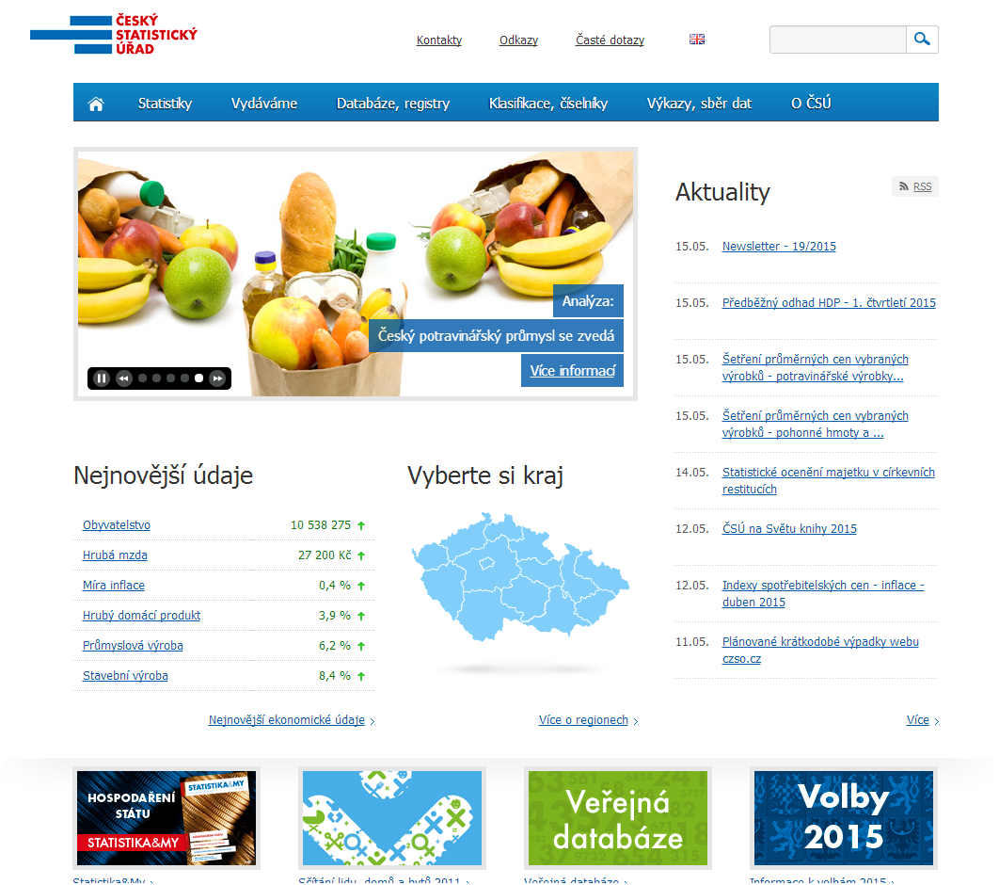 ČESKÝ
STATISTICKÝ
ÚŘAD
Kontakty
Odkazy
Časté dotazy
Statistiky
Vydáváme
Databáze, registry
Klasifikace, číselníky
Výkazy, sběr dat
O ČSÚ
Analýza:
Český potravinářský průmysl se zvedá
Více informací
Aktuality
RSS
15.05. Newsletter - 19/2015
15.05. Předběžný odhad HDP - 1. čtvrtletí 2015
15.05. Šetření průměrných cen vybraných
výrobků - potravinářské výrobky...
15.05. Šetření průměrných cen vybraných
výrobků - pohonné hmoty a ...
14.05. Statistické ocenění majetku v církevních
restitucích
12.05. ČSÚ na Světu knihy 2015
12.05. Indexy spotřebitelských cen - inflace -
duben 2015
11.05. Plánované krátkodobé výpadky webu
czso.cz
Více
Nejnovější údaje
Obyvatelstvo 10 538 275
Hrubá mzda 27 200 Kč
Míra inflace 0,4 %
Hrubý domácí produkt 3,9 %
Průmyslová výroba 6,2 %
Stavební výroba 8,4 %
Nejnovější ekonomické údaje
Vyberte si kraj
Více o regionech
STATISTIKA&MY
HOSPODAŘENÍ
STÁTU
STATISTIKA&MY
Veřejná
databáze
Volby
2015
Statistika&My
Sčítání lidu, domů a bytů 2011
Veřejná databáze
Informace k volbám 2015